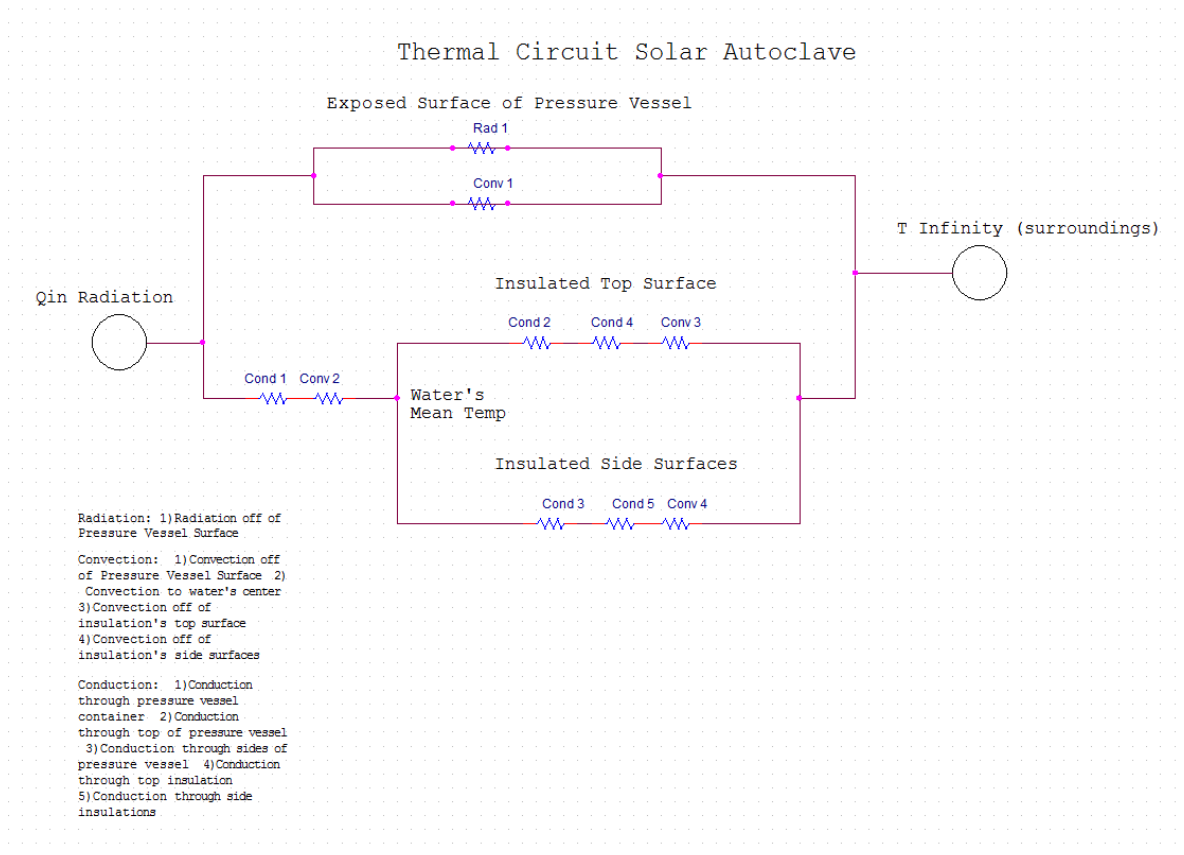 Thermal Circuit Solar Autoclave
Exposed Surface of Pressure Vessel
Rad 1
Conv 1
T Infinity (surroundings)
Insulated Top Surface
Qin Radiation
Cond 2 Cond 4 Conv 3
Cond 1 Conv 2
Water's
Mean Temp
Insulated Side Surfaces
Cond 3 Cond 5 Conv 4
Radiation: 1)Radiation off of
Pressure Vessel Surface
Convection: 1)Convection off
of Pressure Vessel Surface 2)
Convection to water's center
3)Convection off of
insulation's top surface
4)Convection off of
insulation's side surfaces
Conduction: 1)Conduction
through pressure vessel
container 2)Conduction
through top of pressure vessel
3)Conduction through sides of
pressure vessel 4)Conduction
through top insulation
5)Conduction through side
insulations